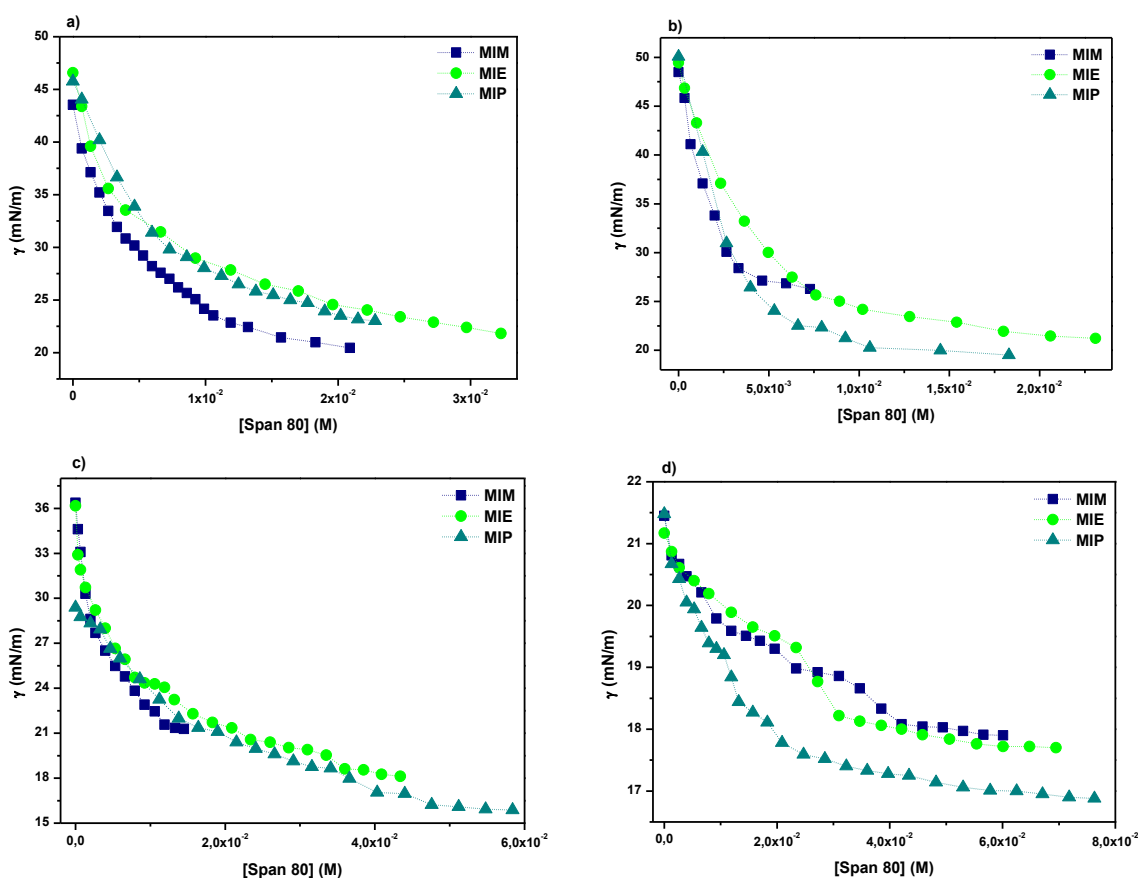 a)
50
45
40
35
30
25
20
γ (mN/m)
0
1x10⁻²
2x10⁻²
3x10⁻²
[Span 80] (M)
MIM
MIE
MIP
b)
50
45
40
35
30
25
20
γ (mN/m)
0,0
5,0x10⁻³
1,0x10⁻²
1,5x10⁻²
2,0x10⁻²
[Span 80] (M)
MIM
MIE
MIP
c)
36
33
30
27
24
21
18
15
γ (mN/m)
0,0
2,0x10⁻²
4,0x10⁻²
6,0x10⁻²
[Span 80] (M)
MIM
MIE
MIP
d)
22
21
20
19
18
17
γ (mN/m)
0,0
2,0x10⁻²
4,0x10⁻²
6,0x10⁻²
8,0x10⁻²
[Span 80] (M)
MIM
MIE
MIP